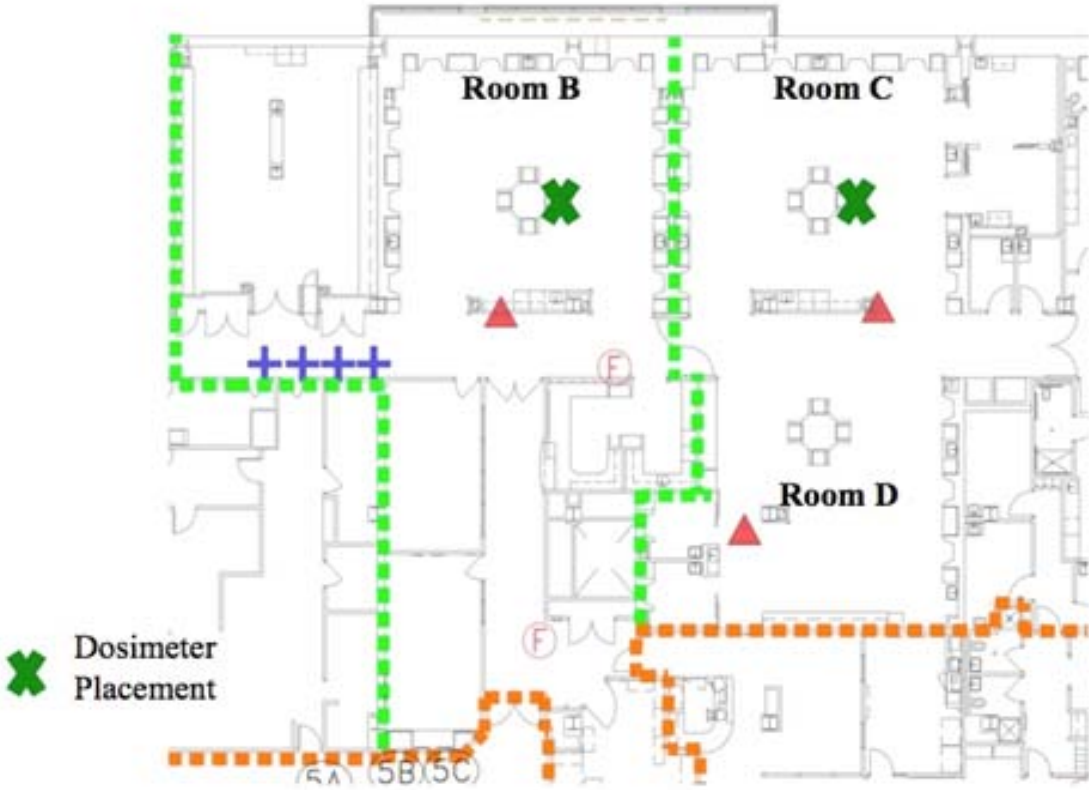 Room B
Room C
F
Room D
F
Dosimeter
Placement
5A
5B
5C